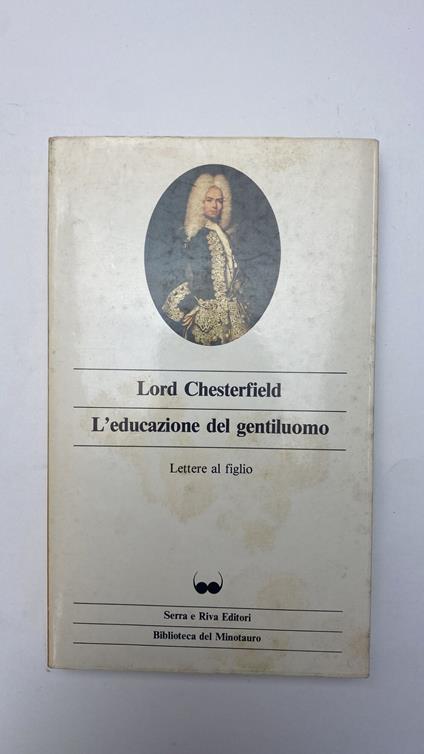 Lord Chesterfield
L'educazione del gentiluomo
Lettere al figlio
Serra e Riva Editori
Biblioteca del Minotauro